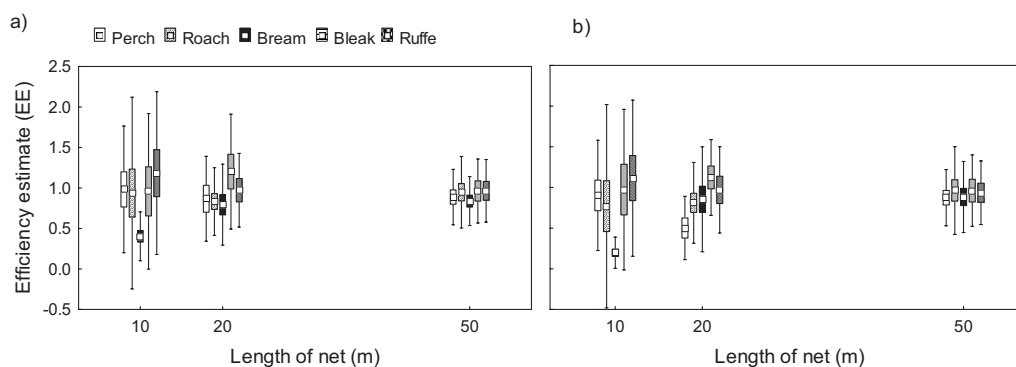 a)
Perch Roach Bream Bleak Ruffe
b)
Efficiency estimate (EE)
2.5
2.0
1.5
1.0
0.5
0.0
-0.5
10 20 50
10 20 50
Length of net (m)
Length of net (m)